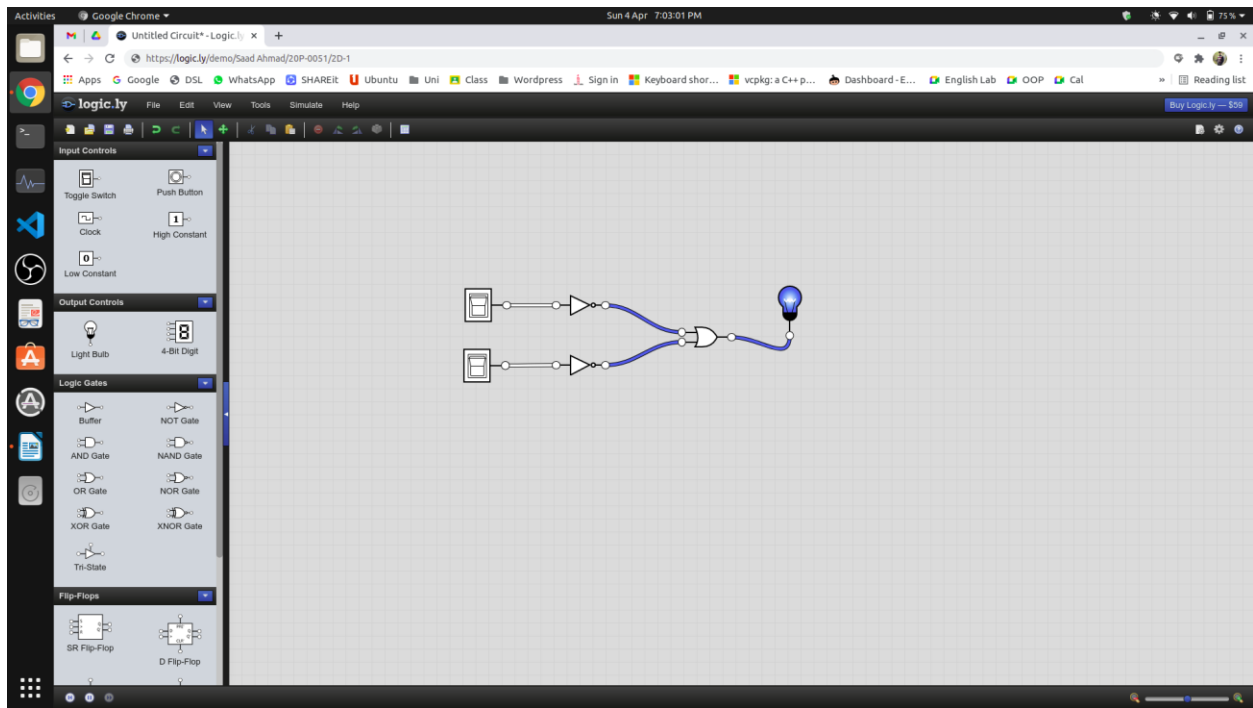 Activities Google Chrome Sun 4 Apr 7:03:01 PM 75%
Untitled Circuit* - Logic.ly
https://logic.ly/demo/Saad Ahmad/20P-0051/2D-1
Apps Google DSL WhatsApp SHAREit Ubuntu Uni Class Wordpress Sign in Keyboard shor... vcpkg: a C++ p... Dashboard - E... English Lab OOP Cal » Reading list
logic.ly File Edit View Tools Simulate Help Buy Logic.ly — $59
Input Controls
Toggle Switch Push Button
Clock 1 High Constant
0 Low Constant
Output Controls
Light Bulb 4-Bit Digit
Logic Gates
Buffer NOT Gate
AND Gate NAND Gate
OR Gate NOR Gate
XOR Gate XNOR Gate
Tri-State
Flip-Flops
SR Flip-Flop D Flip-Flop